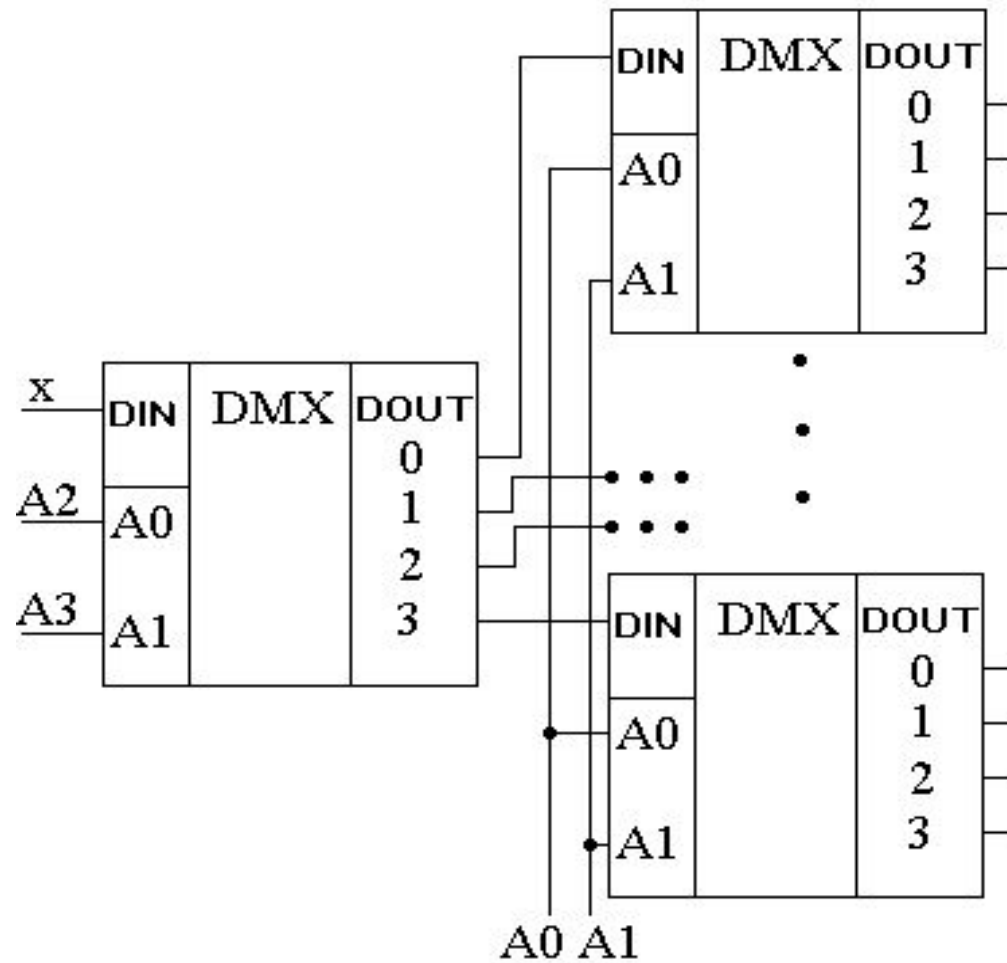 DIN DMX DOUT
0
A0 1
2
A1 3
x DIN DMX DOUT
0
A2 A0 1
2
A3 A1 3
DIN DMX DOUT
0
A0 1
2
A1 3
A0 A1